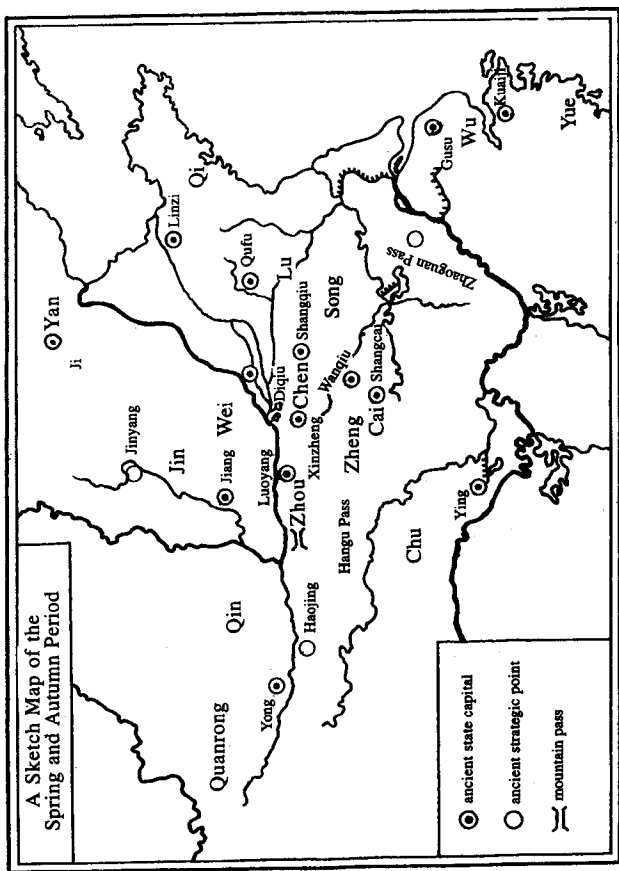 A Sketch Map of the
Spring and Autumn Period
Quanrong
Qin
Yong
Haojing
Jinyang
Jin
Jiang
Ji
Yan
Wei
Luoyang
Zhou
Hangu Pass
Diqiu
Chen
Xinzheng
Zheng
Linzi
Qi
Qufu
Lu
Shangqiu
Song
Wanqiu
Shangcai
Cai
Chu
Ying
Zhaoguan Pass
Gusu
Wu
Kuaiji
Yue
ancient state capital
ancient strategic point
mountain pass